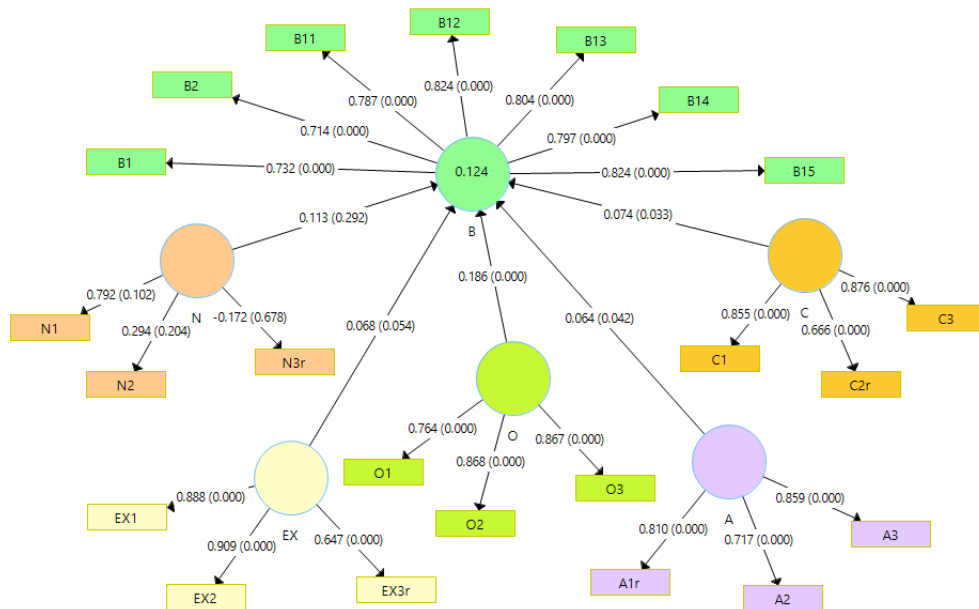 B12
B11
B13
B2
B14
B1
B15
0.824 (0.000)
0.787 (0.000)
0.804 (0.000)
0.714 (0.000)
0.797 (0.000)
0.732 (0.000)
0.824 (0.000)
0.124
B
0.113 (0.292)
0.074 (0.033)
0.186 (0.000)
0.068 (0.054)
0.064 (0.042)
N
0.792 (0.102)
0.294 (0.204)
-0.172 (0.678)
N1
N2
N3r
C
0.876 (0.000)
0.855 (0.000)
0.666 (0.000)
C3
C1
C2r
O
0.764 (0.000)
0.868 (0.000)
0.867 (0.000)
O1
O2
O3
EX
0.888 (0.000)
0.909 (0.000)
0.647 (0.000)
EX1
EX2
EX3r
A
0.859 (0.000)
0.810 (0.000)
0.717 (0.000)
A3
A1r
A2